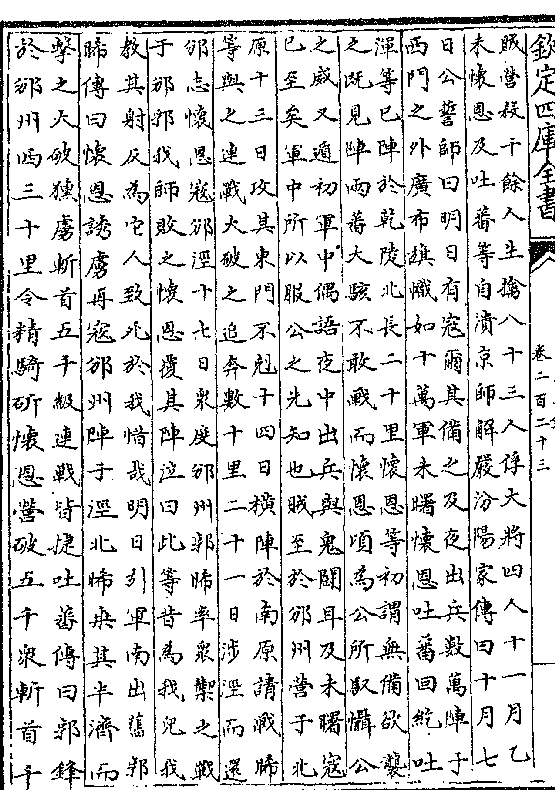 欽定四庫全書
卷二百二十三
賊營殺千餘人生擒八十三人俘大將四人十一月乙
未懷恩及吐蕃等自潰京師解嚴汾陽家傳曰十月七
日公誓師曰明日有寇爾其備之及夜出兵數萬陣于
西門之外廣布旗幟如十萬軍未曙懷恩吐蕃回紇吐
渾等已陣於乾陵北長二十里懷恩等初謂無備欲襲
之既見陣兩蕃大駭不敢戰而懷恩頃為公所馭懾公
之威又適初軍中偶語夜中出兵與鬼鬬耳及未曙寇
已至矣軍中所以服公之先知也賊至於邠州營于北
原十三日攻其東門不剋十四日横陣於南原請戰晞
等與之連戰大破之追奔數十里二十一日涉涇而還
邠志懷恩寇邠涇十七日衆度邠州郭晞率衆禦之戰
于邠郊我師敗之懷恩覆其陣泣曰此等昔為我兒我
教其射反為它人致死於我惜哉明日引軍南出舊郭
晞傳曰懷恩誘虜再寇邠州陣于涇北晞乘其半濟而
擊之大破獯虜斬首五千級連戰皆捷吐蕃傳曰郭鋒
於邠州西三十里令精騎斫懷恩營破五千衆斬首千